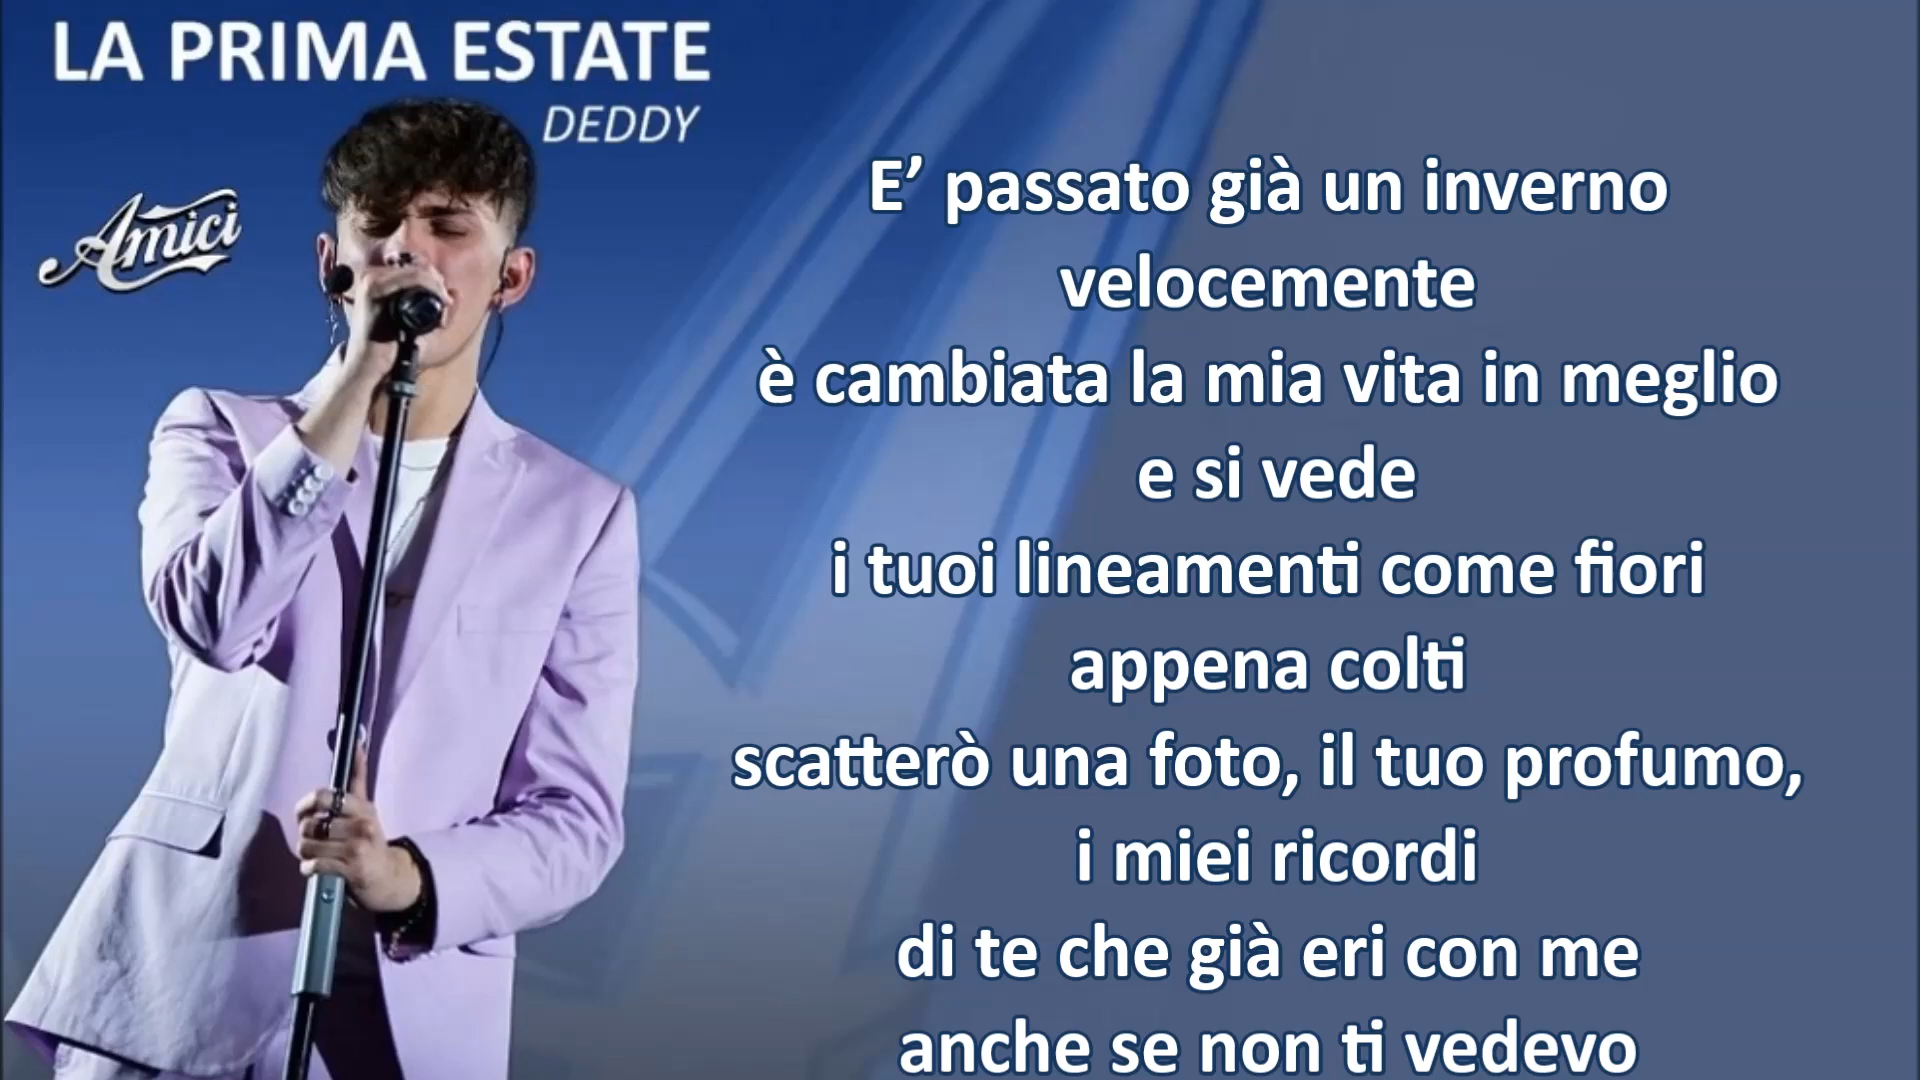 LA PRIMA ESTATE
DEDDY
Amici
E’ passato già un inverno
velocemente
è cambiata la mia vita in meglio
e si vede
i tuoi lineamenti come fiori
appena colti
scatterò una foto, il tuo profumo,
i miei ricordi
di te che già eri con me
anche se non ti vedevo